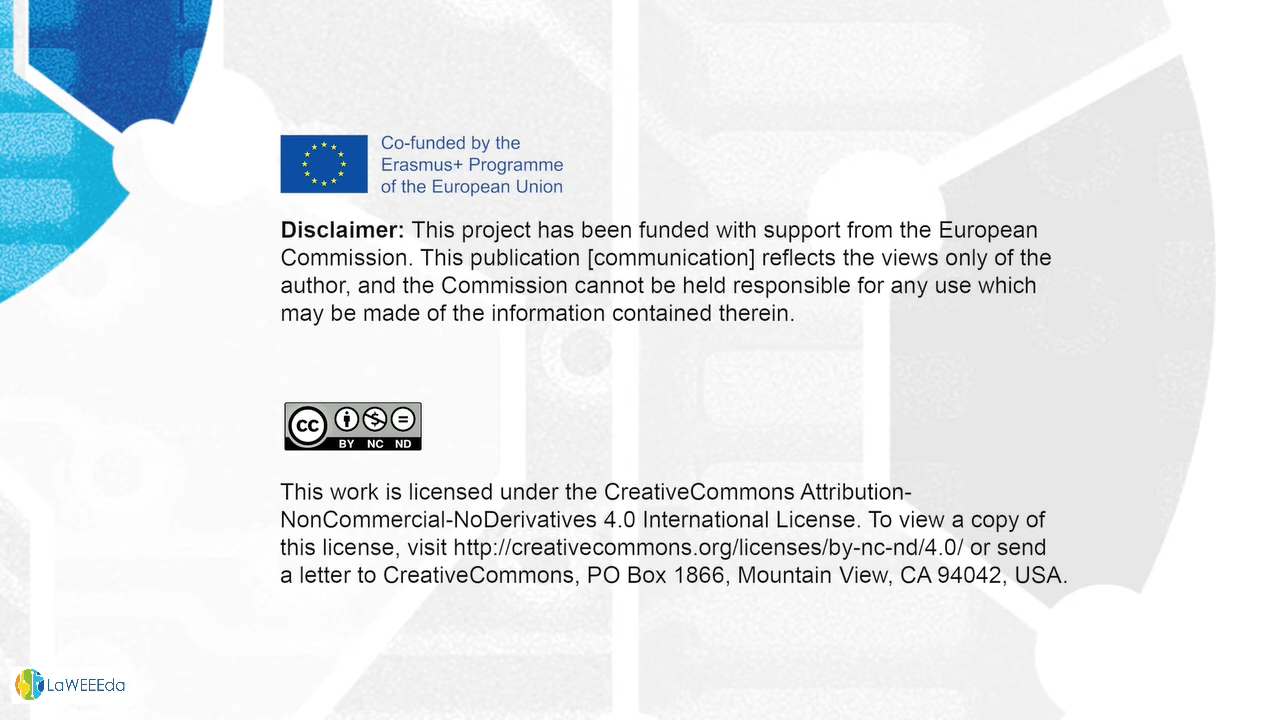 Co-funded by the
Erasmus+ Programme
of the European Union
Disclaimer: This project has been funded with support from the European
Commission. This publication [communication] reflects the views only of the
author, and the Commission cannot be held responsible for any use which
may be made of the information contained therein.
cc
BY NC ND
This work is licensed under the CreativeCommons Attribution-
NonCommercial-NoDerivatives 4.0 International License. To view a copy of
this license, visit http://creativecommons.org/licenses/by-nc-nd/4.0/ or send
a letter to CreativeCommons, PO Box 1866, Mountain View, CA 94042, USA.
LaWEEEda